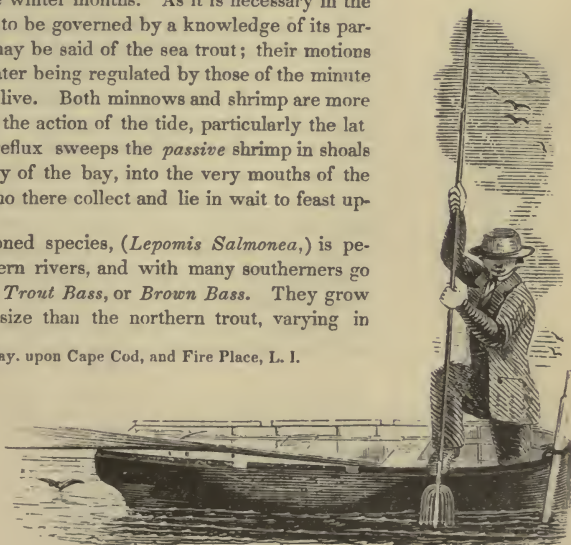 winter months. As it is necessary in the
to be governed by a knowledge of its par-
may be said of the sea trout; their motions
ater being regulated by those of the minute
live. Both minnows and shrimp are more
the action of the tide, particularly the lat
eflux sweeps the passive shrimp in shoals
y of the bay, into the very mouths of the
no there collect and lie in wait to feast up-
oned species, (Lepomis Salmonea,) is pe-
ern rivers, and with many southerners go
Trout Bass, or Brown Bass. They grow
size than the northern trout, varying in
ay. upon Cape Cod, and Fire Place, L. I.